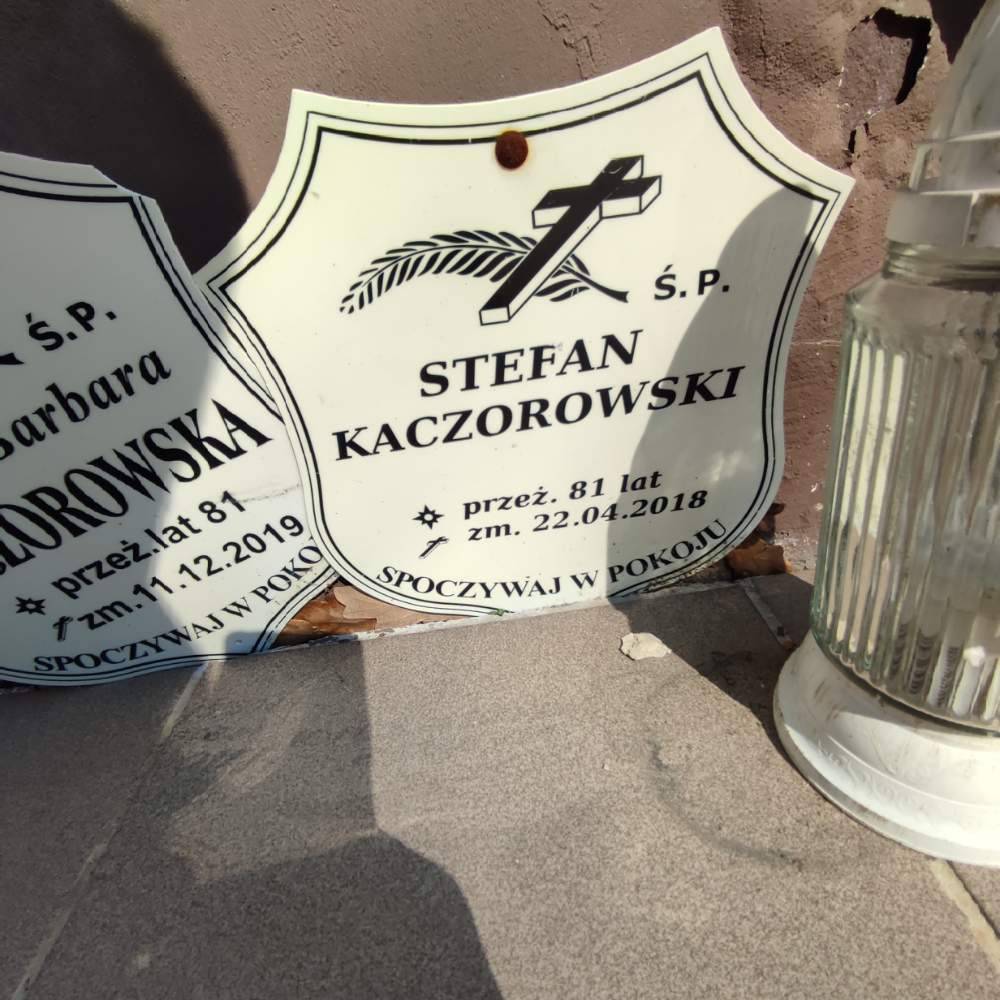 Ś.P.
Barbara
ZOROWSKA
przeż.lat 81
zm.11.12.2019
SPOCZYWAJ W POKO
Ś.P.
STEFAN
KACZOROWSKI
przeż. 81 lat
zm. 22.04.2018
SPOCZYWAJ W POKOJU